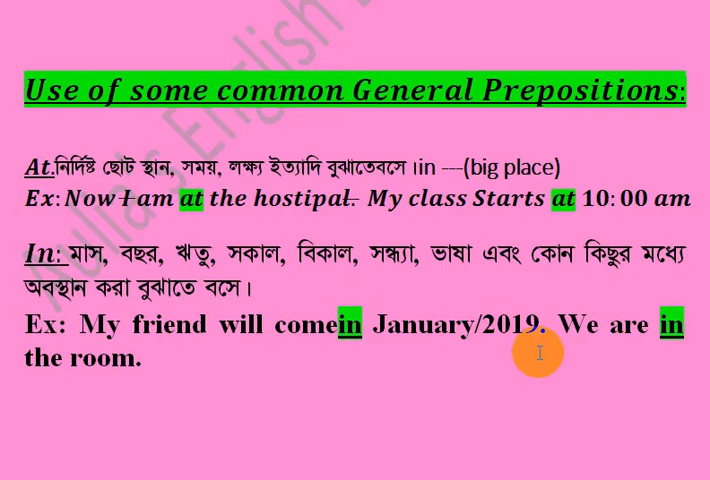 Use of some common General Prepositions:
At.নির্দিষ্ট ছোট স্থান, সময়, লক্ষ্য ইত্যাদি বুঝাতেবসে।in ---(big place)
Ex: Now I am at the hostipal. My class Starts at 10: 00 am
In: মাস, বছর, ঋতু, সকাল, বিকাল, সন্ধ্যা, ভাষা এবং কোন কিছুর মধ্যে
অবস্থান করা বুঝাতে বসে।
Ex: My friend will comein January/2019. We are in
the room.